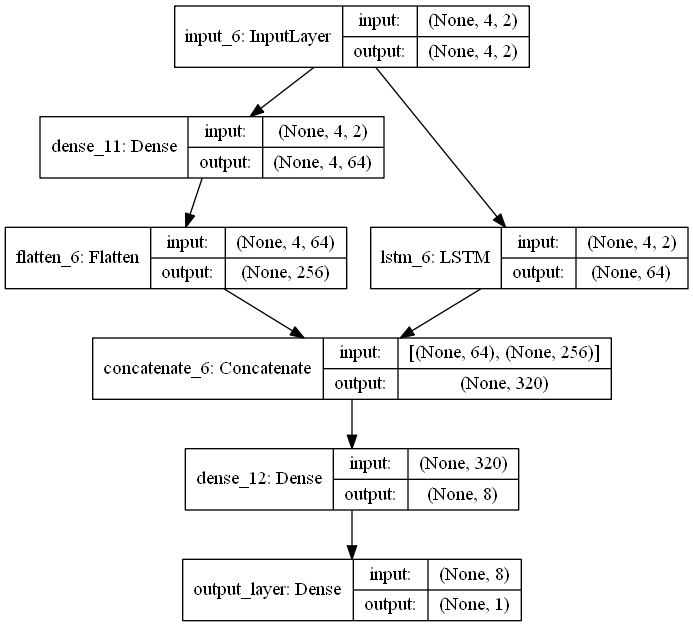 input_6: InputLayer
input: (None, 4, 2)
output: (None, 4, 2)
dense_11: Dense
input: (None, 4, 2)
output: (None, 4, 64)
flatten_6: Flatten
input: (None, 4, 64)
output: (None, 256)
lstm_6: LSTM
input: (None, 4, 2)
output: (None, 64)
concatenate_6: Concatenate
input: [(None, 64), (None, 256)]
output: (None, 320)
dense_12: Dense
input: (None, 320)
output: (None, 8)
output_layer: Dense
input: (None, 8)
output: (None, 1)